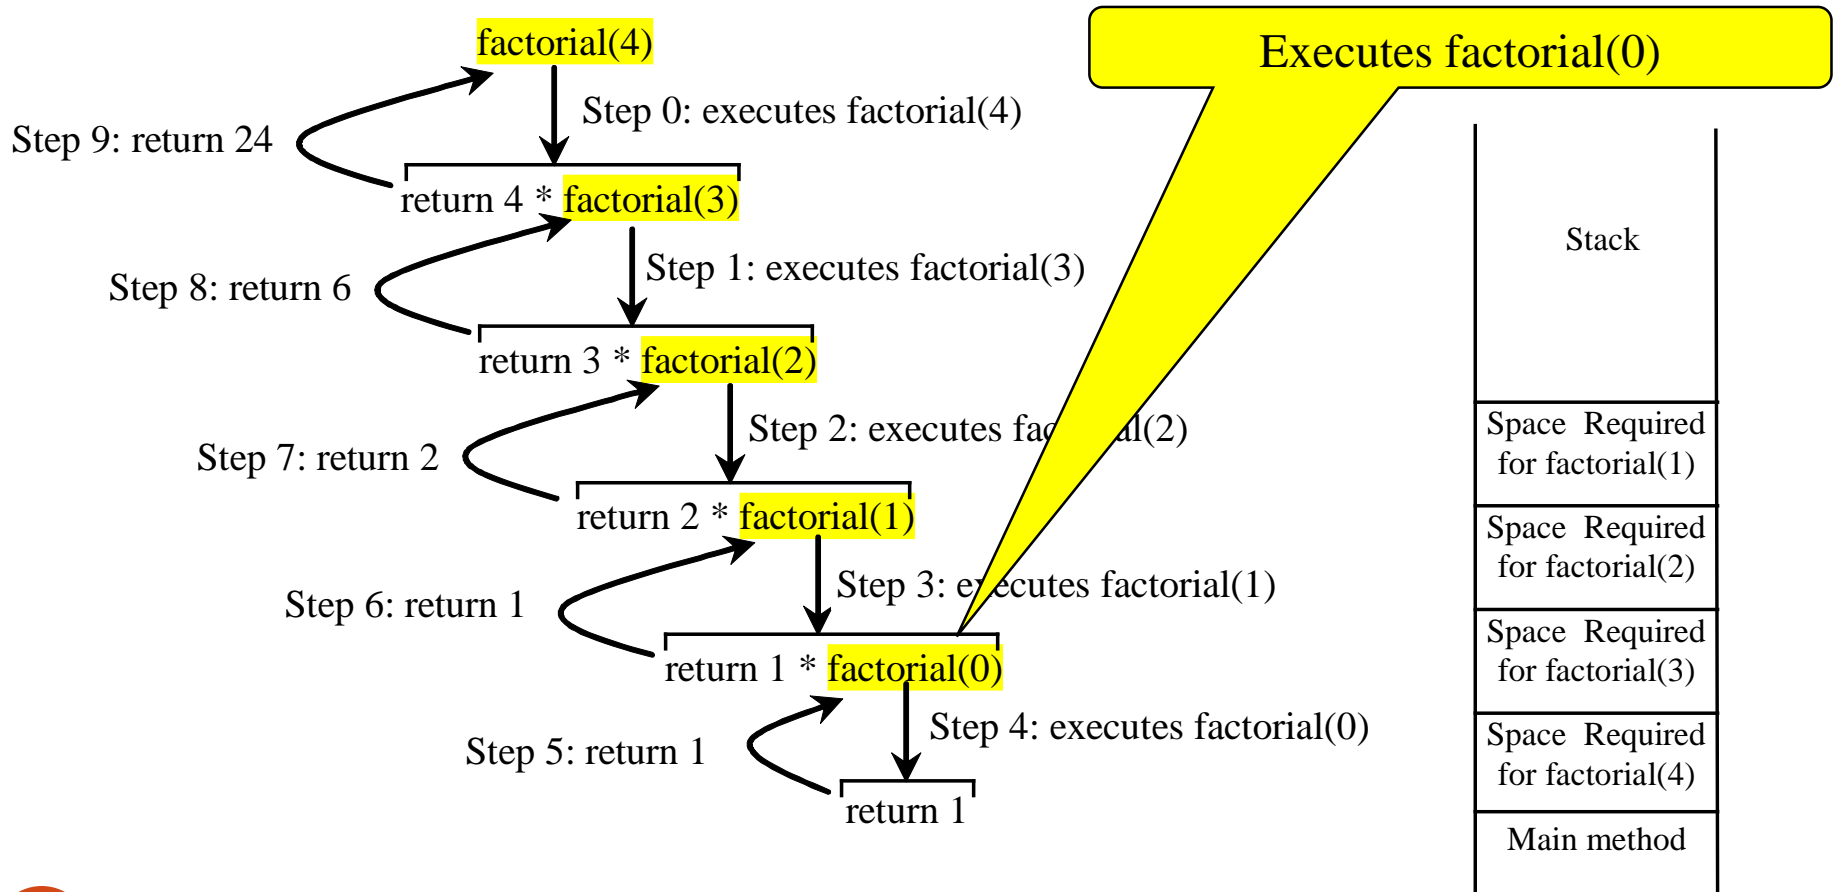 factorial(4)
Executes factorial(0)
Step 0: executes factorial(4)
Step 9: return 24
return 4 * factorial(3)
Stack
Step 1: executes factorial(3)
Step 8: return 6
return 3 * factorial(2)
Step 2: executes fac al(2)
Step 7: return 2
return 2 * factorial(1)
Step 3: executes factorial(1)
Step 6: return 1
return 1 * factorial(0)
Step 4: executes factorial(0)
Step 5: return 1
return 1
Space Required
for factorial(1)
Space Required
for factorial(2)
Space Required
for factorial(3)
Space Required
for factorial(4)
Main method